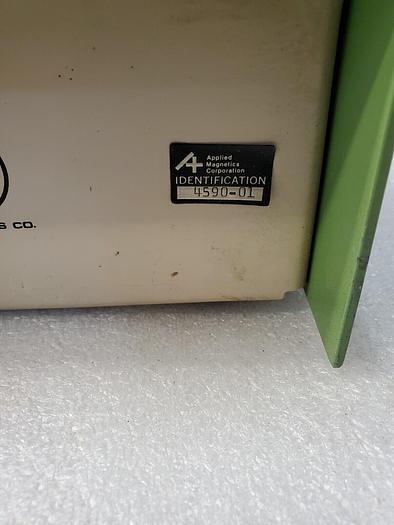 Applied
Magnetics
Corporation
IDENTIFICATION
4590-01
S CO.